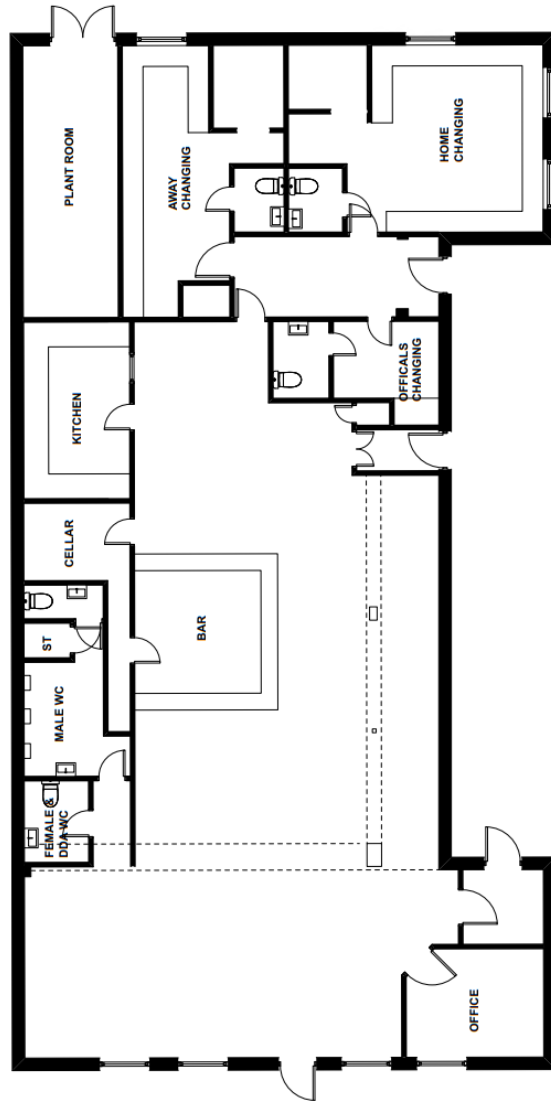 PLANT ROOM
AWAY
CHANGING
HOME
CHANGING
KITCHEN
OFFICALS
CHANGING
CELLAR
BAR
ST
MALE WC
FEMALE &
DDA WC
OFFICE